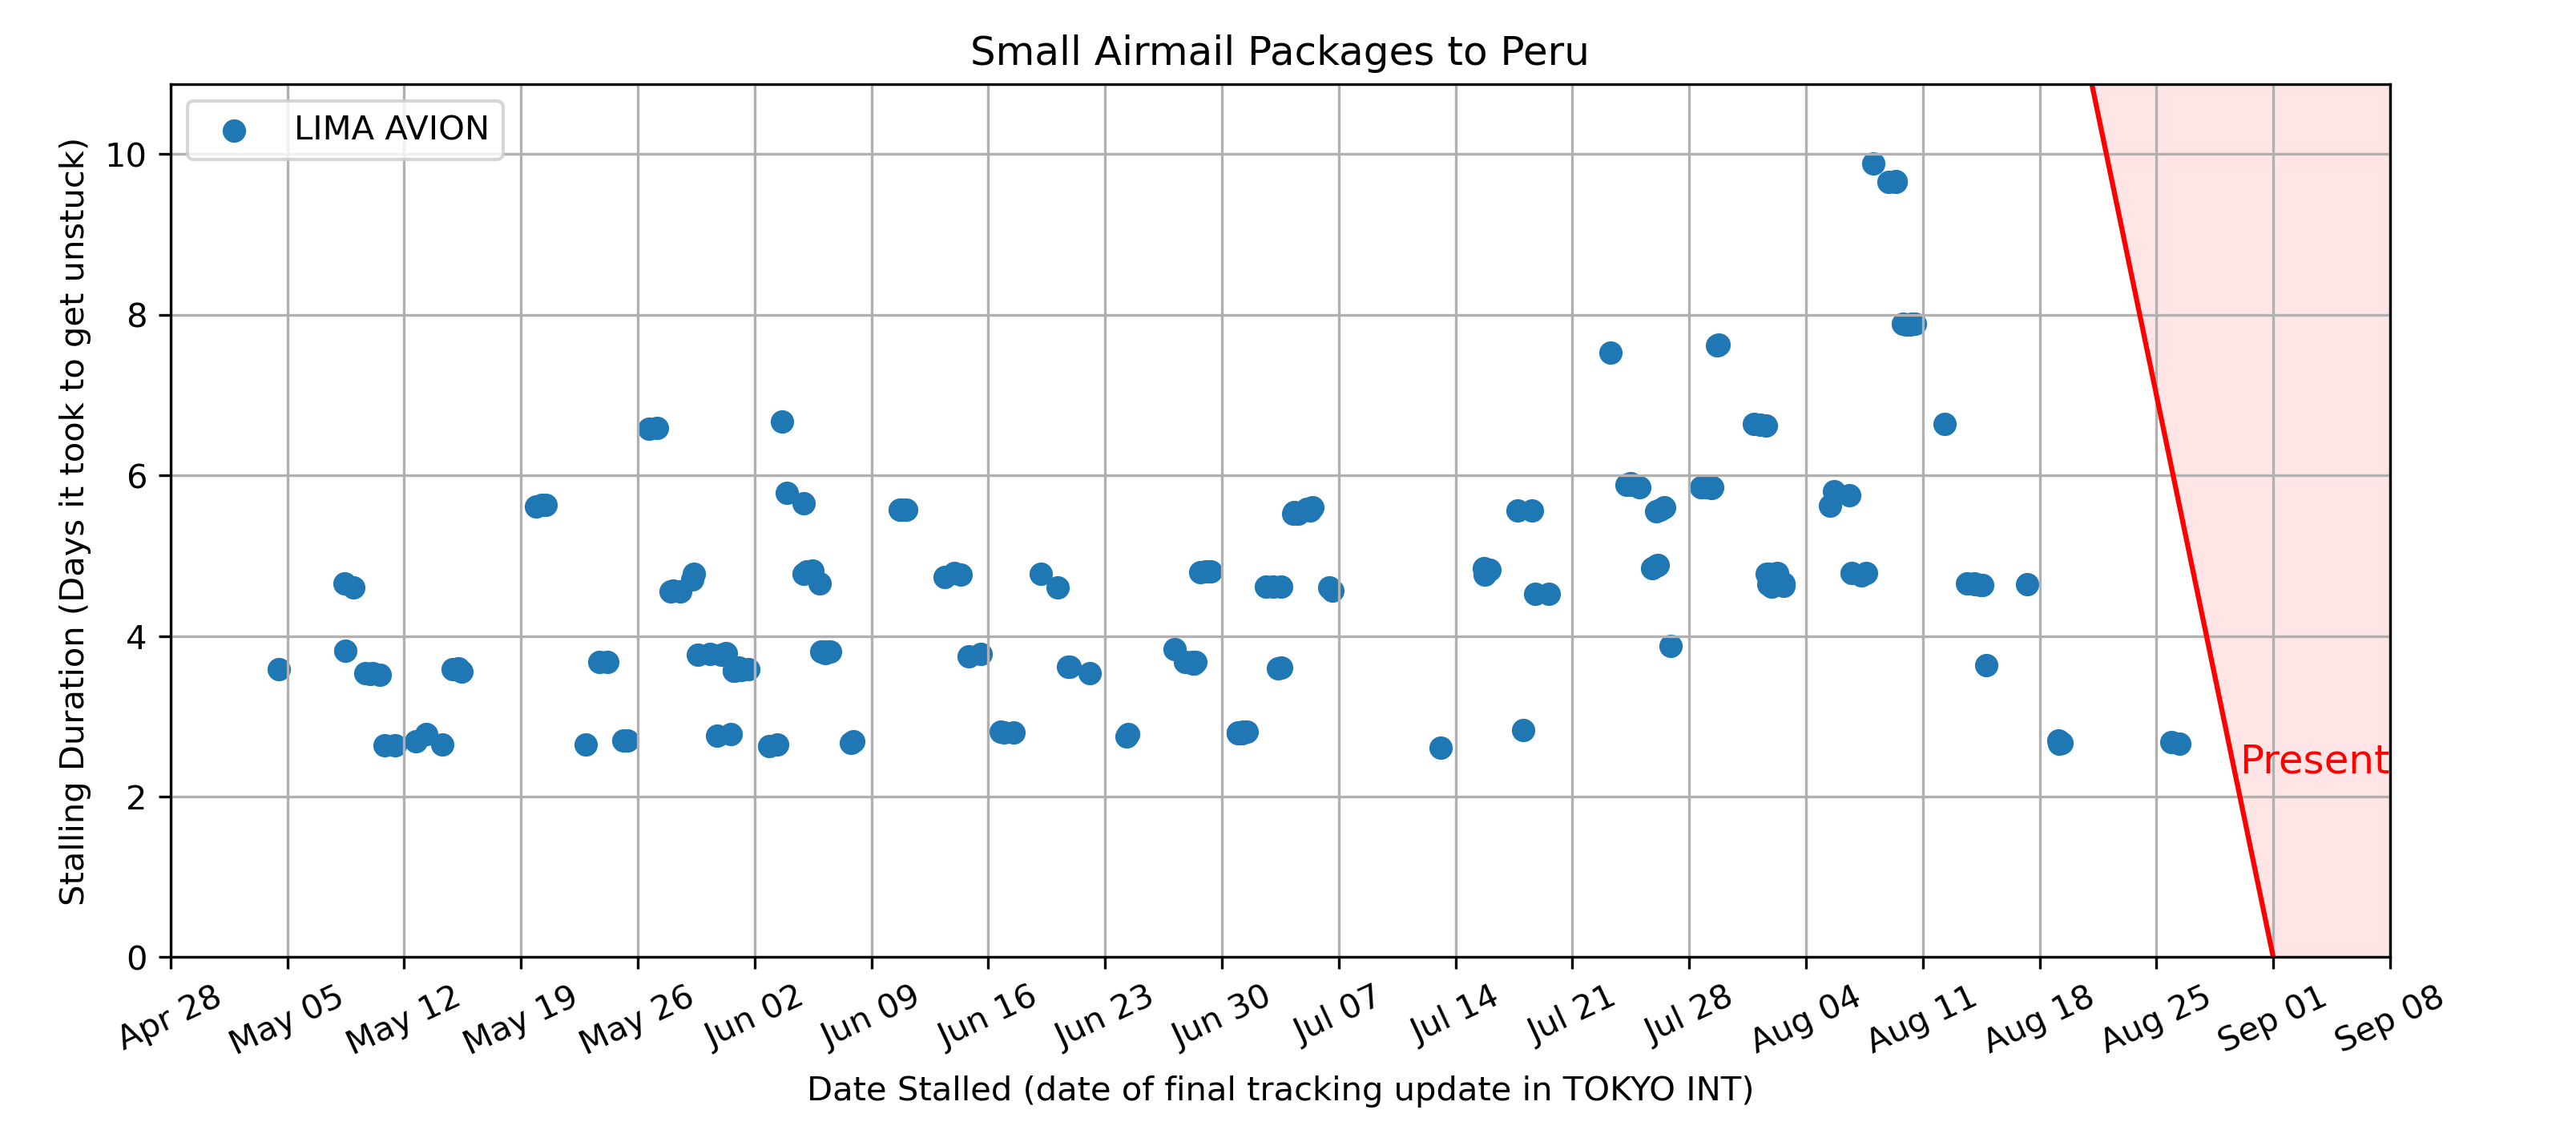 Small Airmail Packages to Peru
LIMA AVION
Stalling Duration (Days it took to get unstuck)
10
8
6
4
2
0
Present
Apr 28 May 05 May 12 May 19 May 26 Jun 02 Jun 09 Jun 16 Jun 23 Jun 30 Jul 07 Jul 14 Jul 21 Jul 28 Aug 04 Aug 11 Aug 18 Aug 25 Sep 01 Sep 08
Date Stalled (date of final tracking update in TOKYO INT)